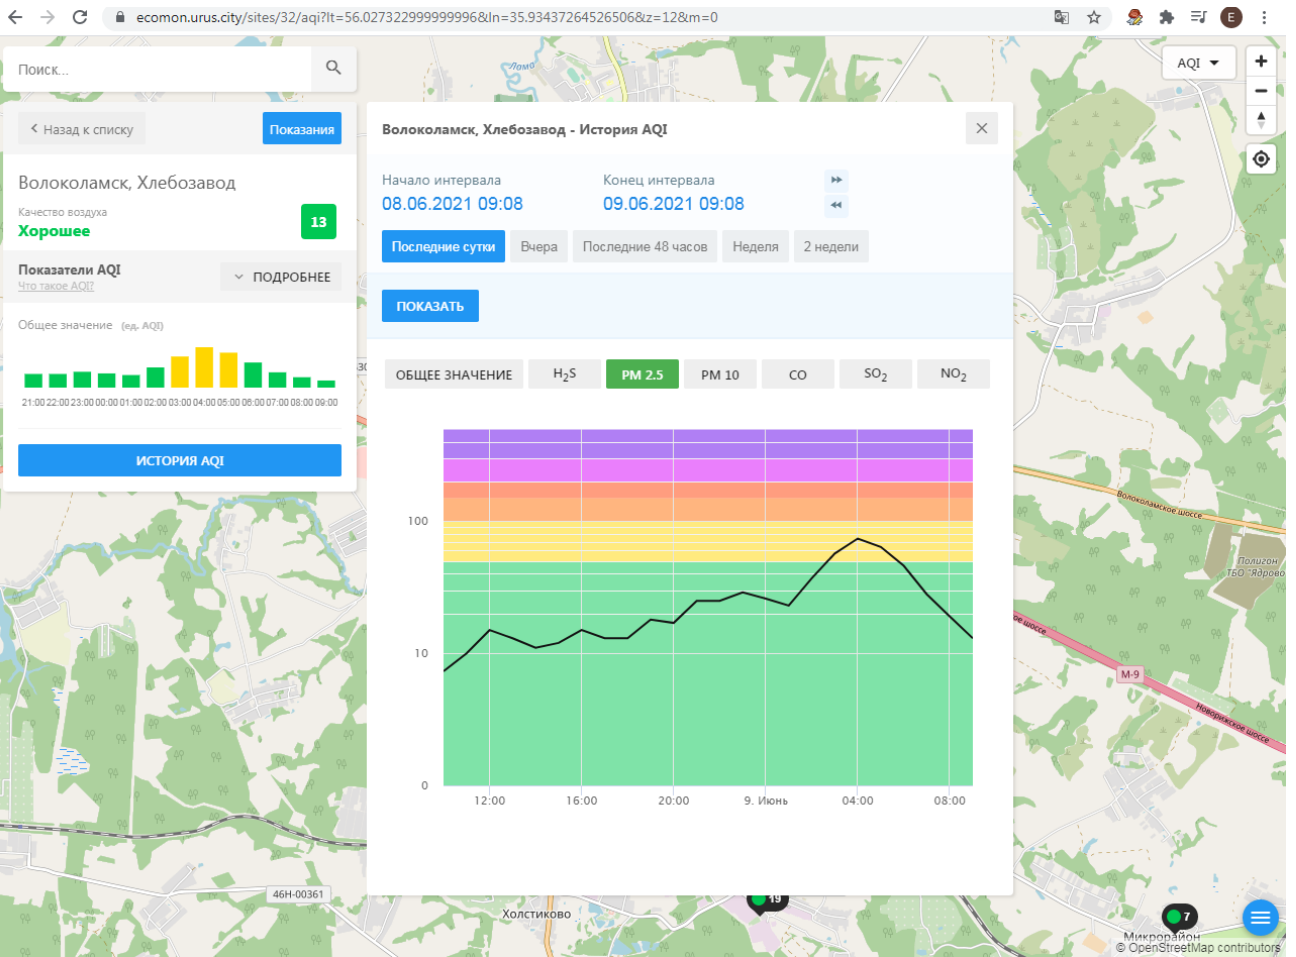 ecomon.urus.city/sites/32/aqi?lt=56.027322999999996&ln=35.93437264526506&z=12&m=0
E
Поиск...
AQI
Лама
Назад к списку
Показания
Волоколамск, Хлебозавод
Качество воздуха
Хорошее
13
Показатели AQI
Что такое AQI?
ПОДРОБНЕЕ
Общее значение (ед. AQI)
21:00 22:00 23:00 00:00 01:00 02:00 03:00 04:00 05:00 06:00 07:00 08:00 09:00
ИСТОРИЯ AQI
Волоколамск, Хлебозавод - История AQI
Начало интервала
Конец интервала
08.06.2021 09:08
09.06.2021 09:08
Последние сутки
Вчера
Последние 48 часов
Неделя
2 недели
ПОКАЗАТЬ
ОБЩЕЕ ЗНАЧЕНИЕ
H₂S
PM 2.5
PM 10
CO
SO₂
NO₂
100
10
0
12:00
16:00
20:00
9. Июнь
04:00
08:00
Волоколамское шоссе
Полигон
ТБО "Ядрово
М-9
Новорижское шоссе
46Н-00361
Холстиково
19
7
Микрорайон
© OpenStreetMap contributors